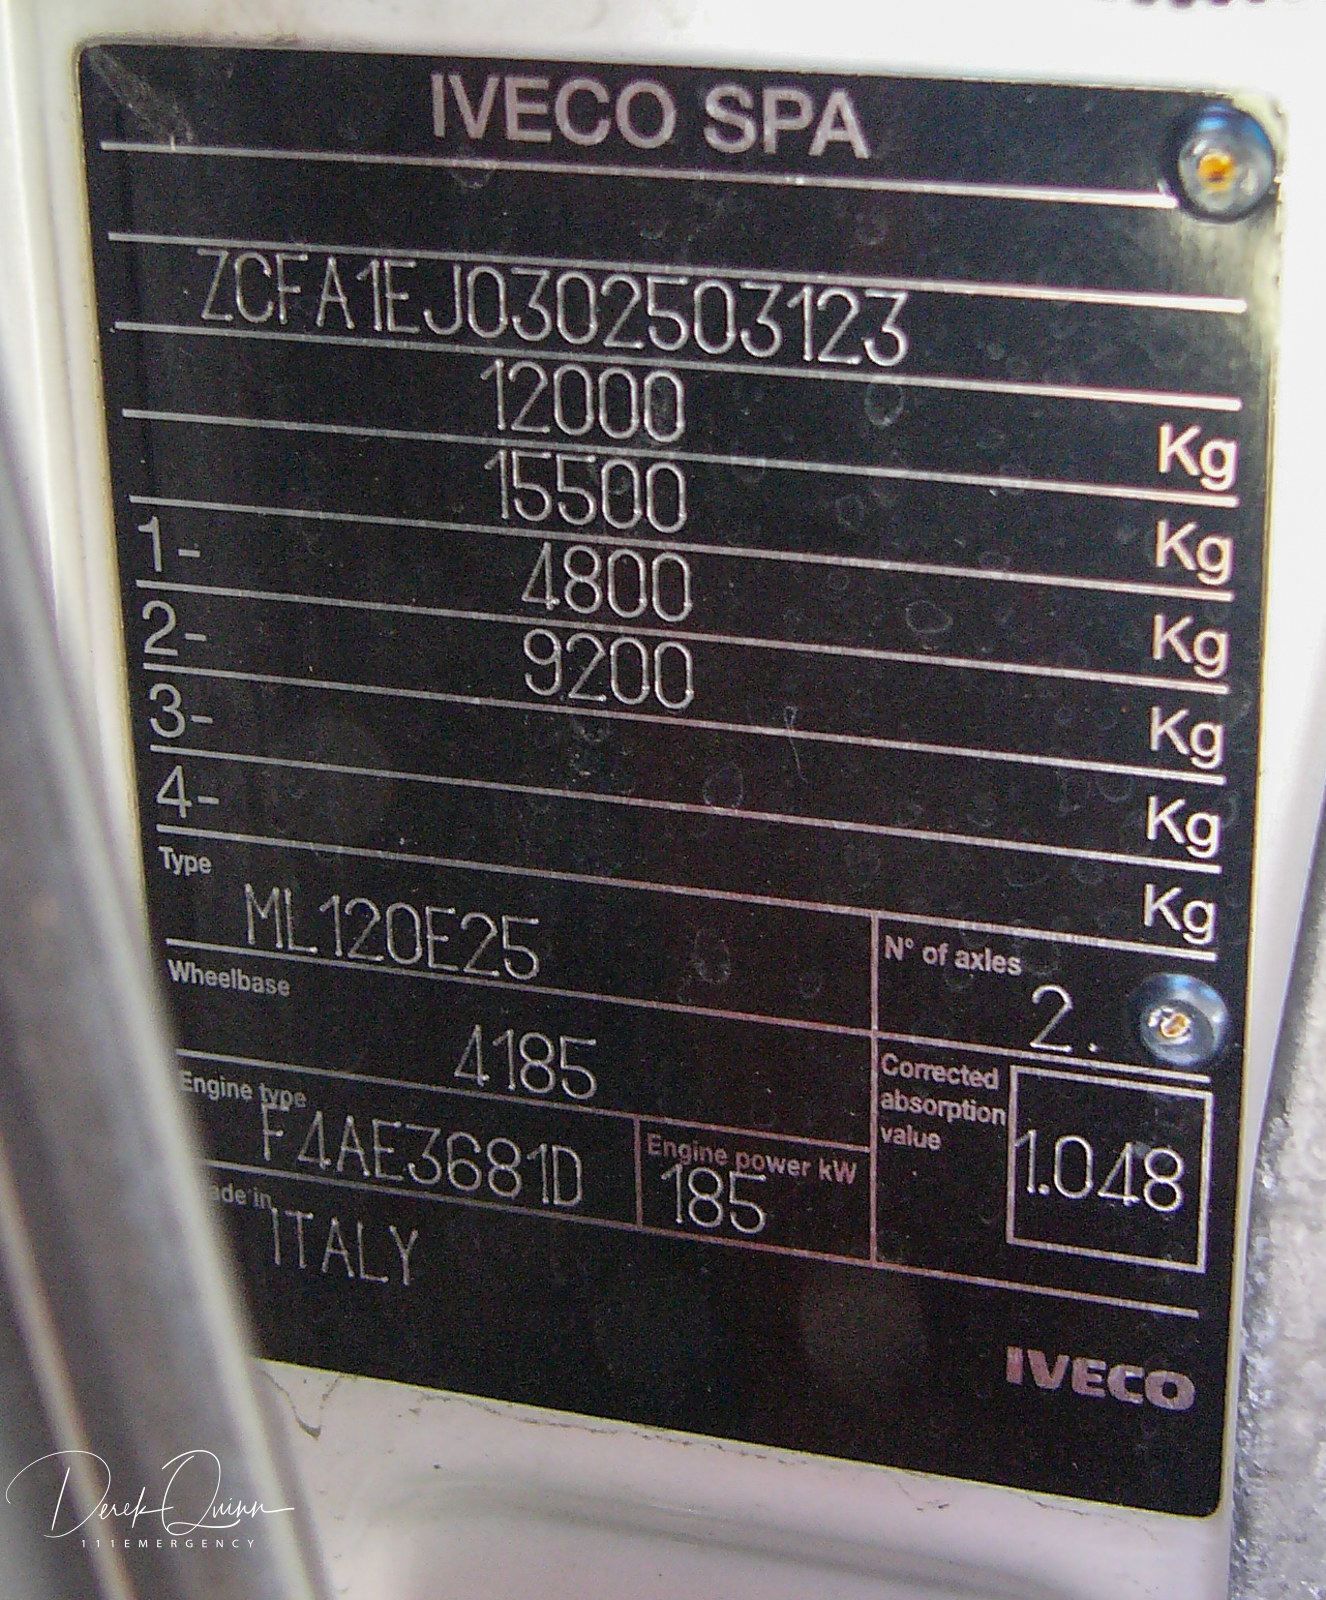 IVECO SPA
ZCFA1EJ0302503123
12000 Kg
15500 Kg
1- 4800 Kg
2- 9200 Kg
3- Kg
4- Kg
Type
ML120E25
N° of axles
2.
Wheelbase
4185
Corrected
absorption
value
1.048
Engine type
F4AE3681D
Engine power kW
185
ade in
ITALY
IVECO
Derek Quinn
111EMERGENCY